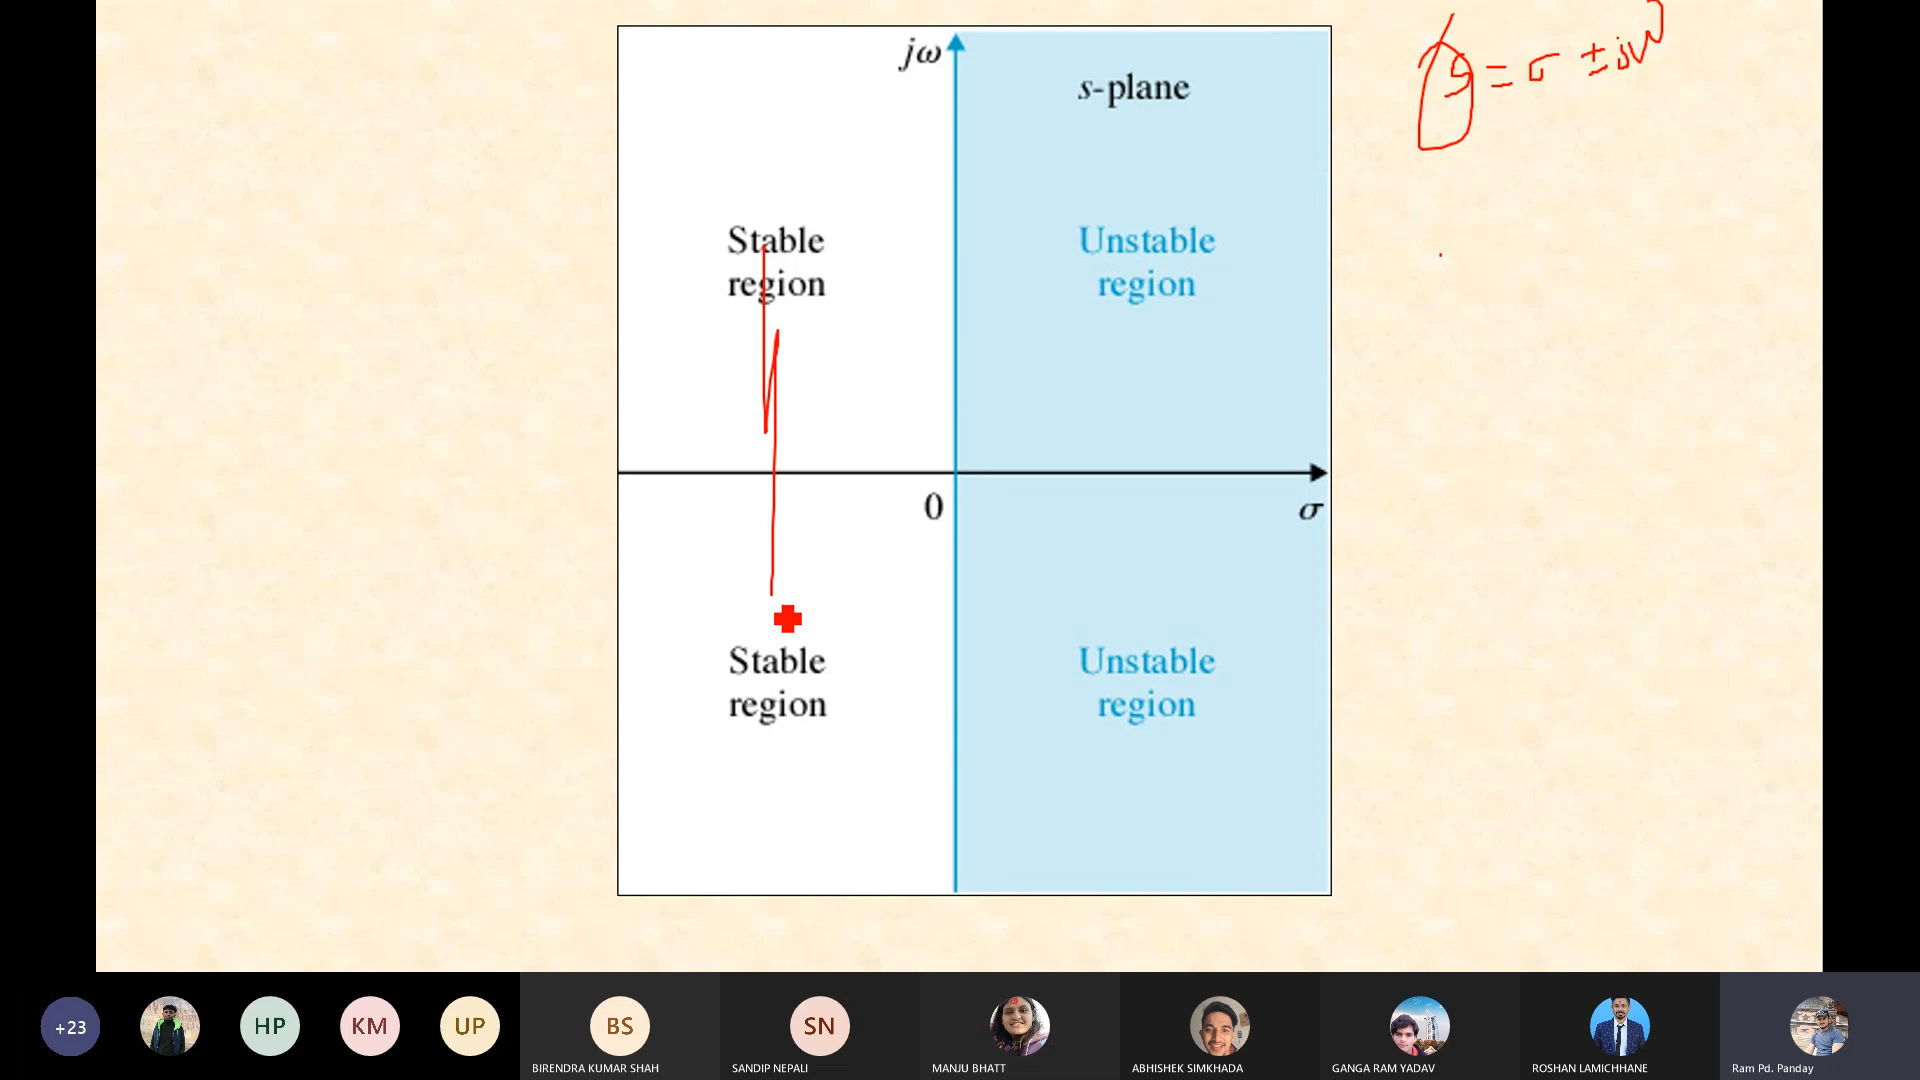 jω
s-plane
s = σ ± jω
Stable
region
Unstable
region
0
σ
Stable
region
Unstable
region
+23
HP
KM
UP
BS
SN
BIRENDRA KUMAR SHAH
SANDIP NEPALI
MANJU BHATT
ABHISHEK SIMKHADA
GANGA RAM YADAV
ROSHAN LAMICHHANE
Ram Pd. Panday